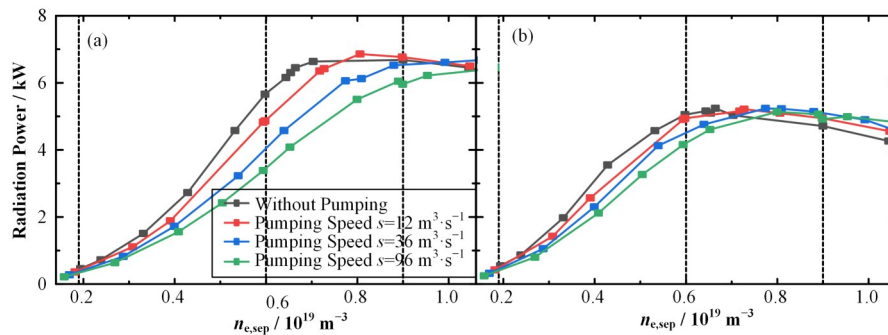 8
(a)
(b)
6
4
2
0
Radiation Power / kW
Without Pumping
Pumping Speed s=12 m³·s⁻¹
Pumping Speed s=36 m³·s⁻¹
Pumping Speed s=96 m³·s⁻¹
0.2 0.4 0.6 0.8 1.0 0.2 0.4 0.6 0.8 1.0
nₑ,sep / 10¹⁹ m⁻³ nₑ,sep / 10¹⁹ m⁻³